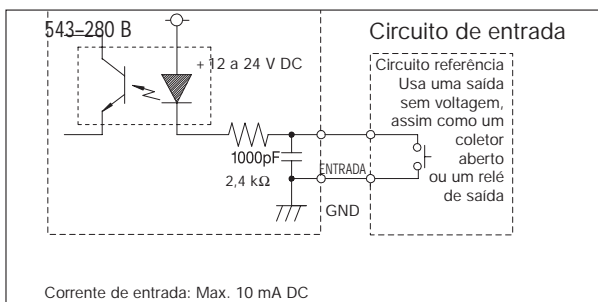 543–280 B
Circuito de entrada
+ 12 a 24 V DC
Circuito referência
Usa uma saída
sem voltagem,
assim como um
coletor
aberto
ou um relé
de saída
1000pF
2,4 kΩ
ENTRADA
GND
Corrente de entrada: Max. 10 mA DC